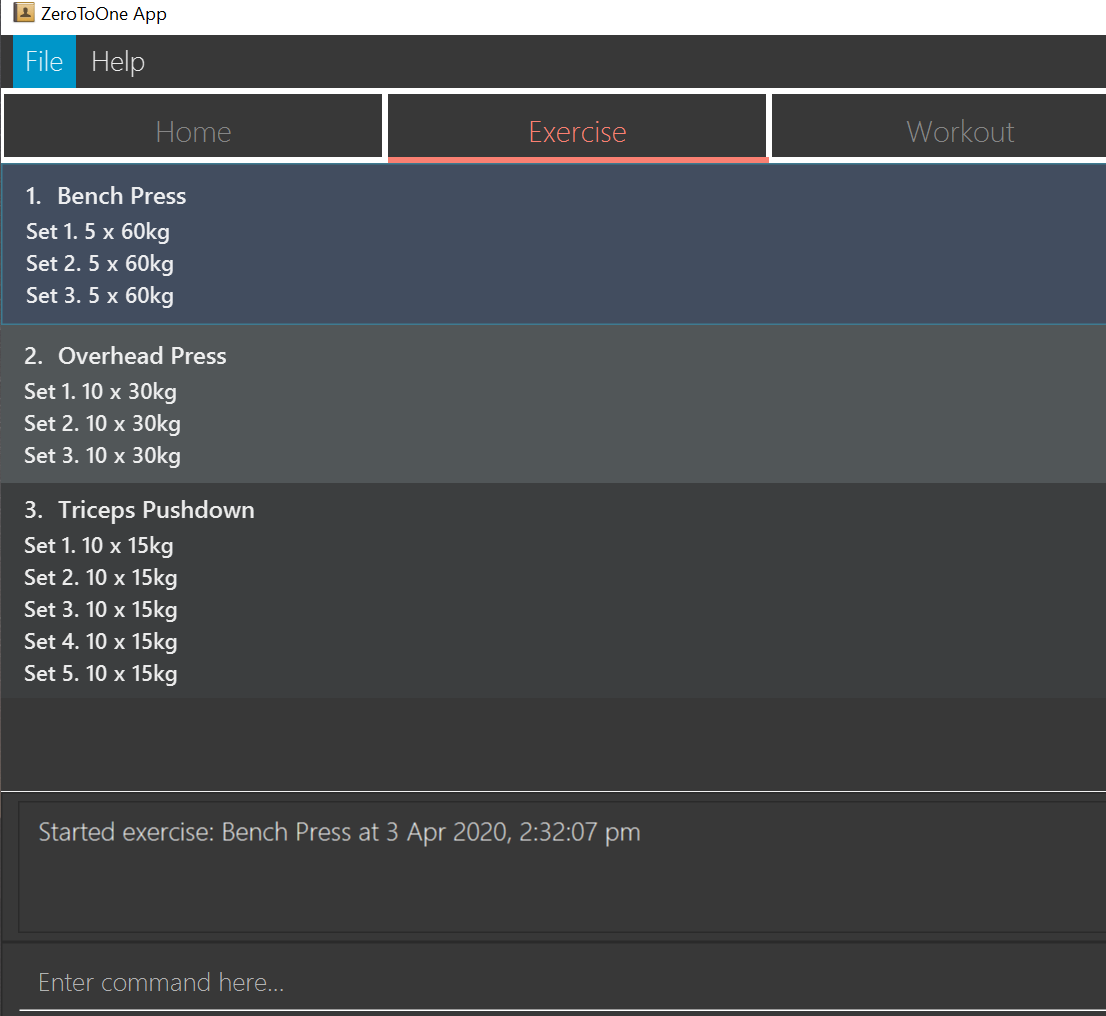 ZeroToOne App
File Help
Home Exercise Workout
1. Bench Press
Set 1. 5 x 60kg
Set 2. 5 x 60kg
Set 3. 5 x 60kg
2. Overhead Press
Set 1. 10 x 30kg
Set 2. 10 x 30kg
Set 3. 10 x 30kg
3. Triceps Pushdown
Set 1. 10 x 15kg
Set 2. 10 x 15kg
Set 3. 10 x 15kg
Set 4. 10 x 15kg
Set 5. 10 x 15kg
Started exercise: Bench Press at 3 Apr 2020, 2:32:07 pm
Enter command here...